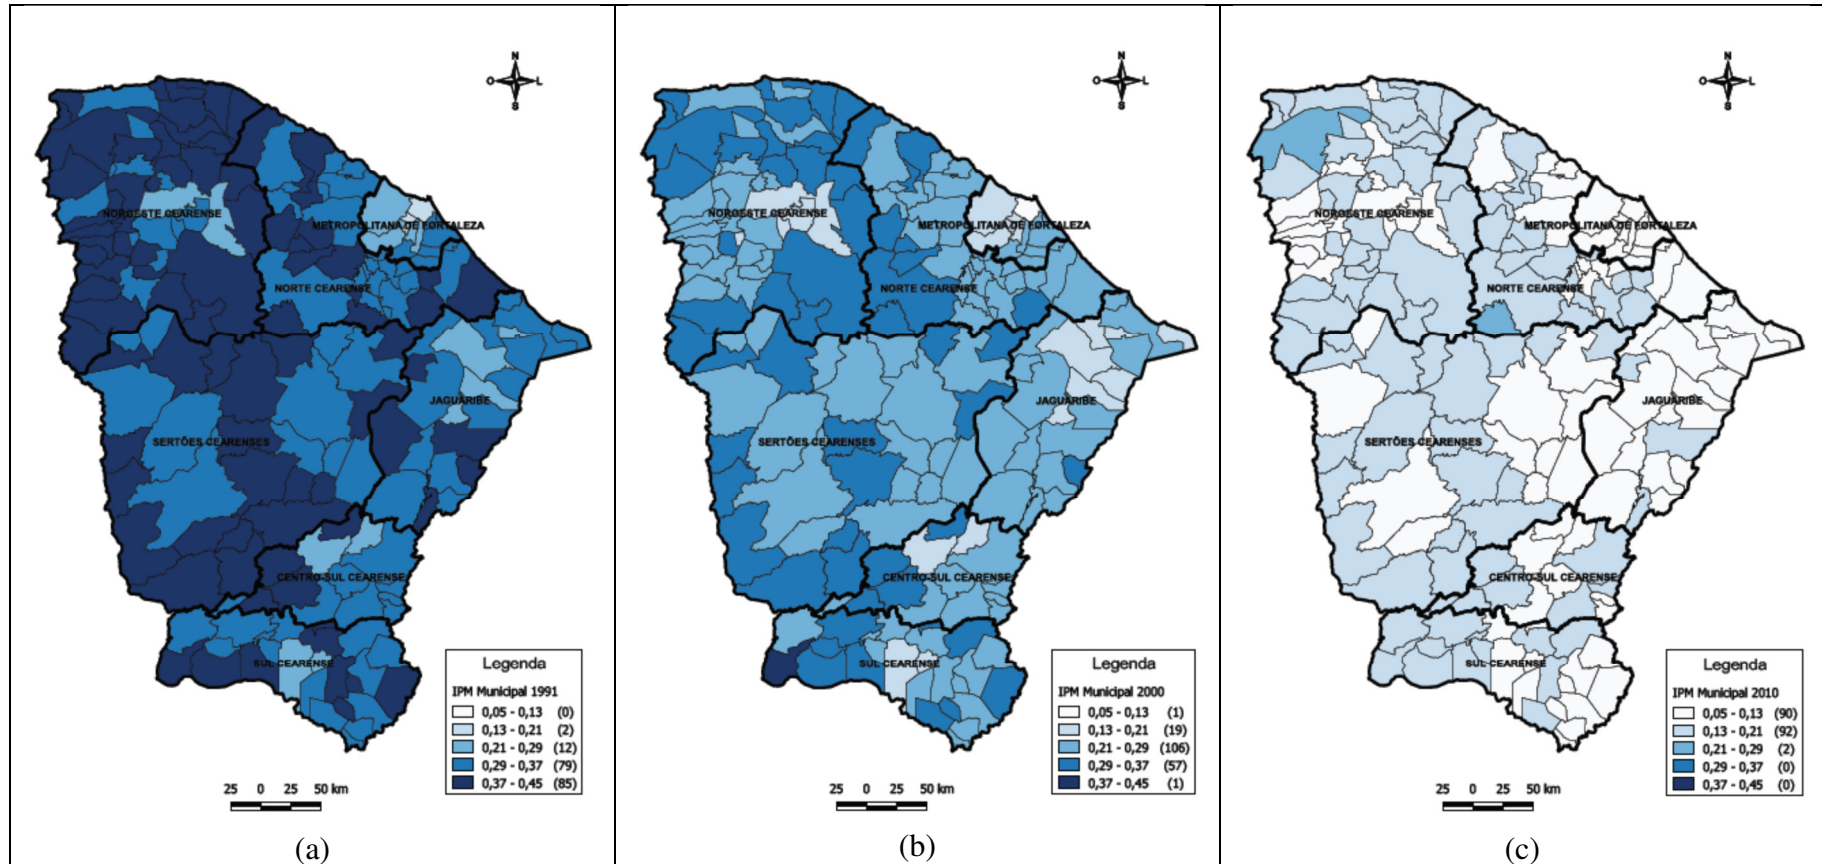 N
O L
S
NOROESTE CEARENSE
METROPOLITANA DE FORTALEZA
NORTE CEARENSE
JAGUARIBE
SERTÕES CEARENSES
CENTRO-SUL CEARENSE
SUL CEARENSE
Legenda
IPM Municipal 1991
0,05 - 0,13 (0)
0,13 - 0,21 (2)
0,21 - 0,29 (12)
0,29 - 0,37 (79)
0,37 - 0,45 (85)
25 0 25 50 km
(a)
N
O L
S
NOROESTE CEARENSE
METROPOLITANA DE FORTALEZA
NORTE CEARENSE
JAGUARIBE
SERTÕES CEARENSES
CENTRO-SUL CEARENSE
SUL CEARENSE
Legenda
IPM Municipal 2000
0,05 - 0,13 (1)
0,13 - 0,21 (19)
0,21 - 0,29 (106)
0,29 - 0,37 (57)
0,37 - 0,45 (1)
25 0 25 50 km
(b)
N
O L
S
NOROESTE CEARENSE
METROPOLITANA DE FORTALEZA
NORTE CEARENSE
JAGUARIBE
SERTÕES CEARENSES
CENTRO-SUL CEARENSE
SUL CEARENSE
Legenda
IPM Municipal 2010
0,05 - 0,13 (90)
0,13 - 0,21 (92)
0,21 - 0,29 (2)
0,29 - 0,37 (0)
0,37 - 0,45 (0)
25 0 25 50 km
(c)